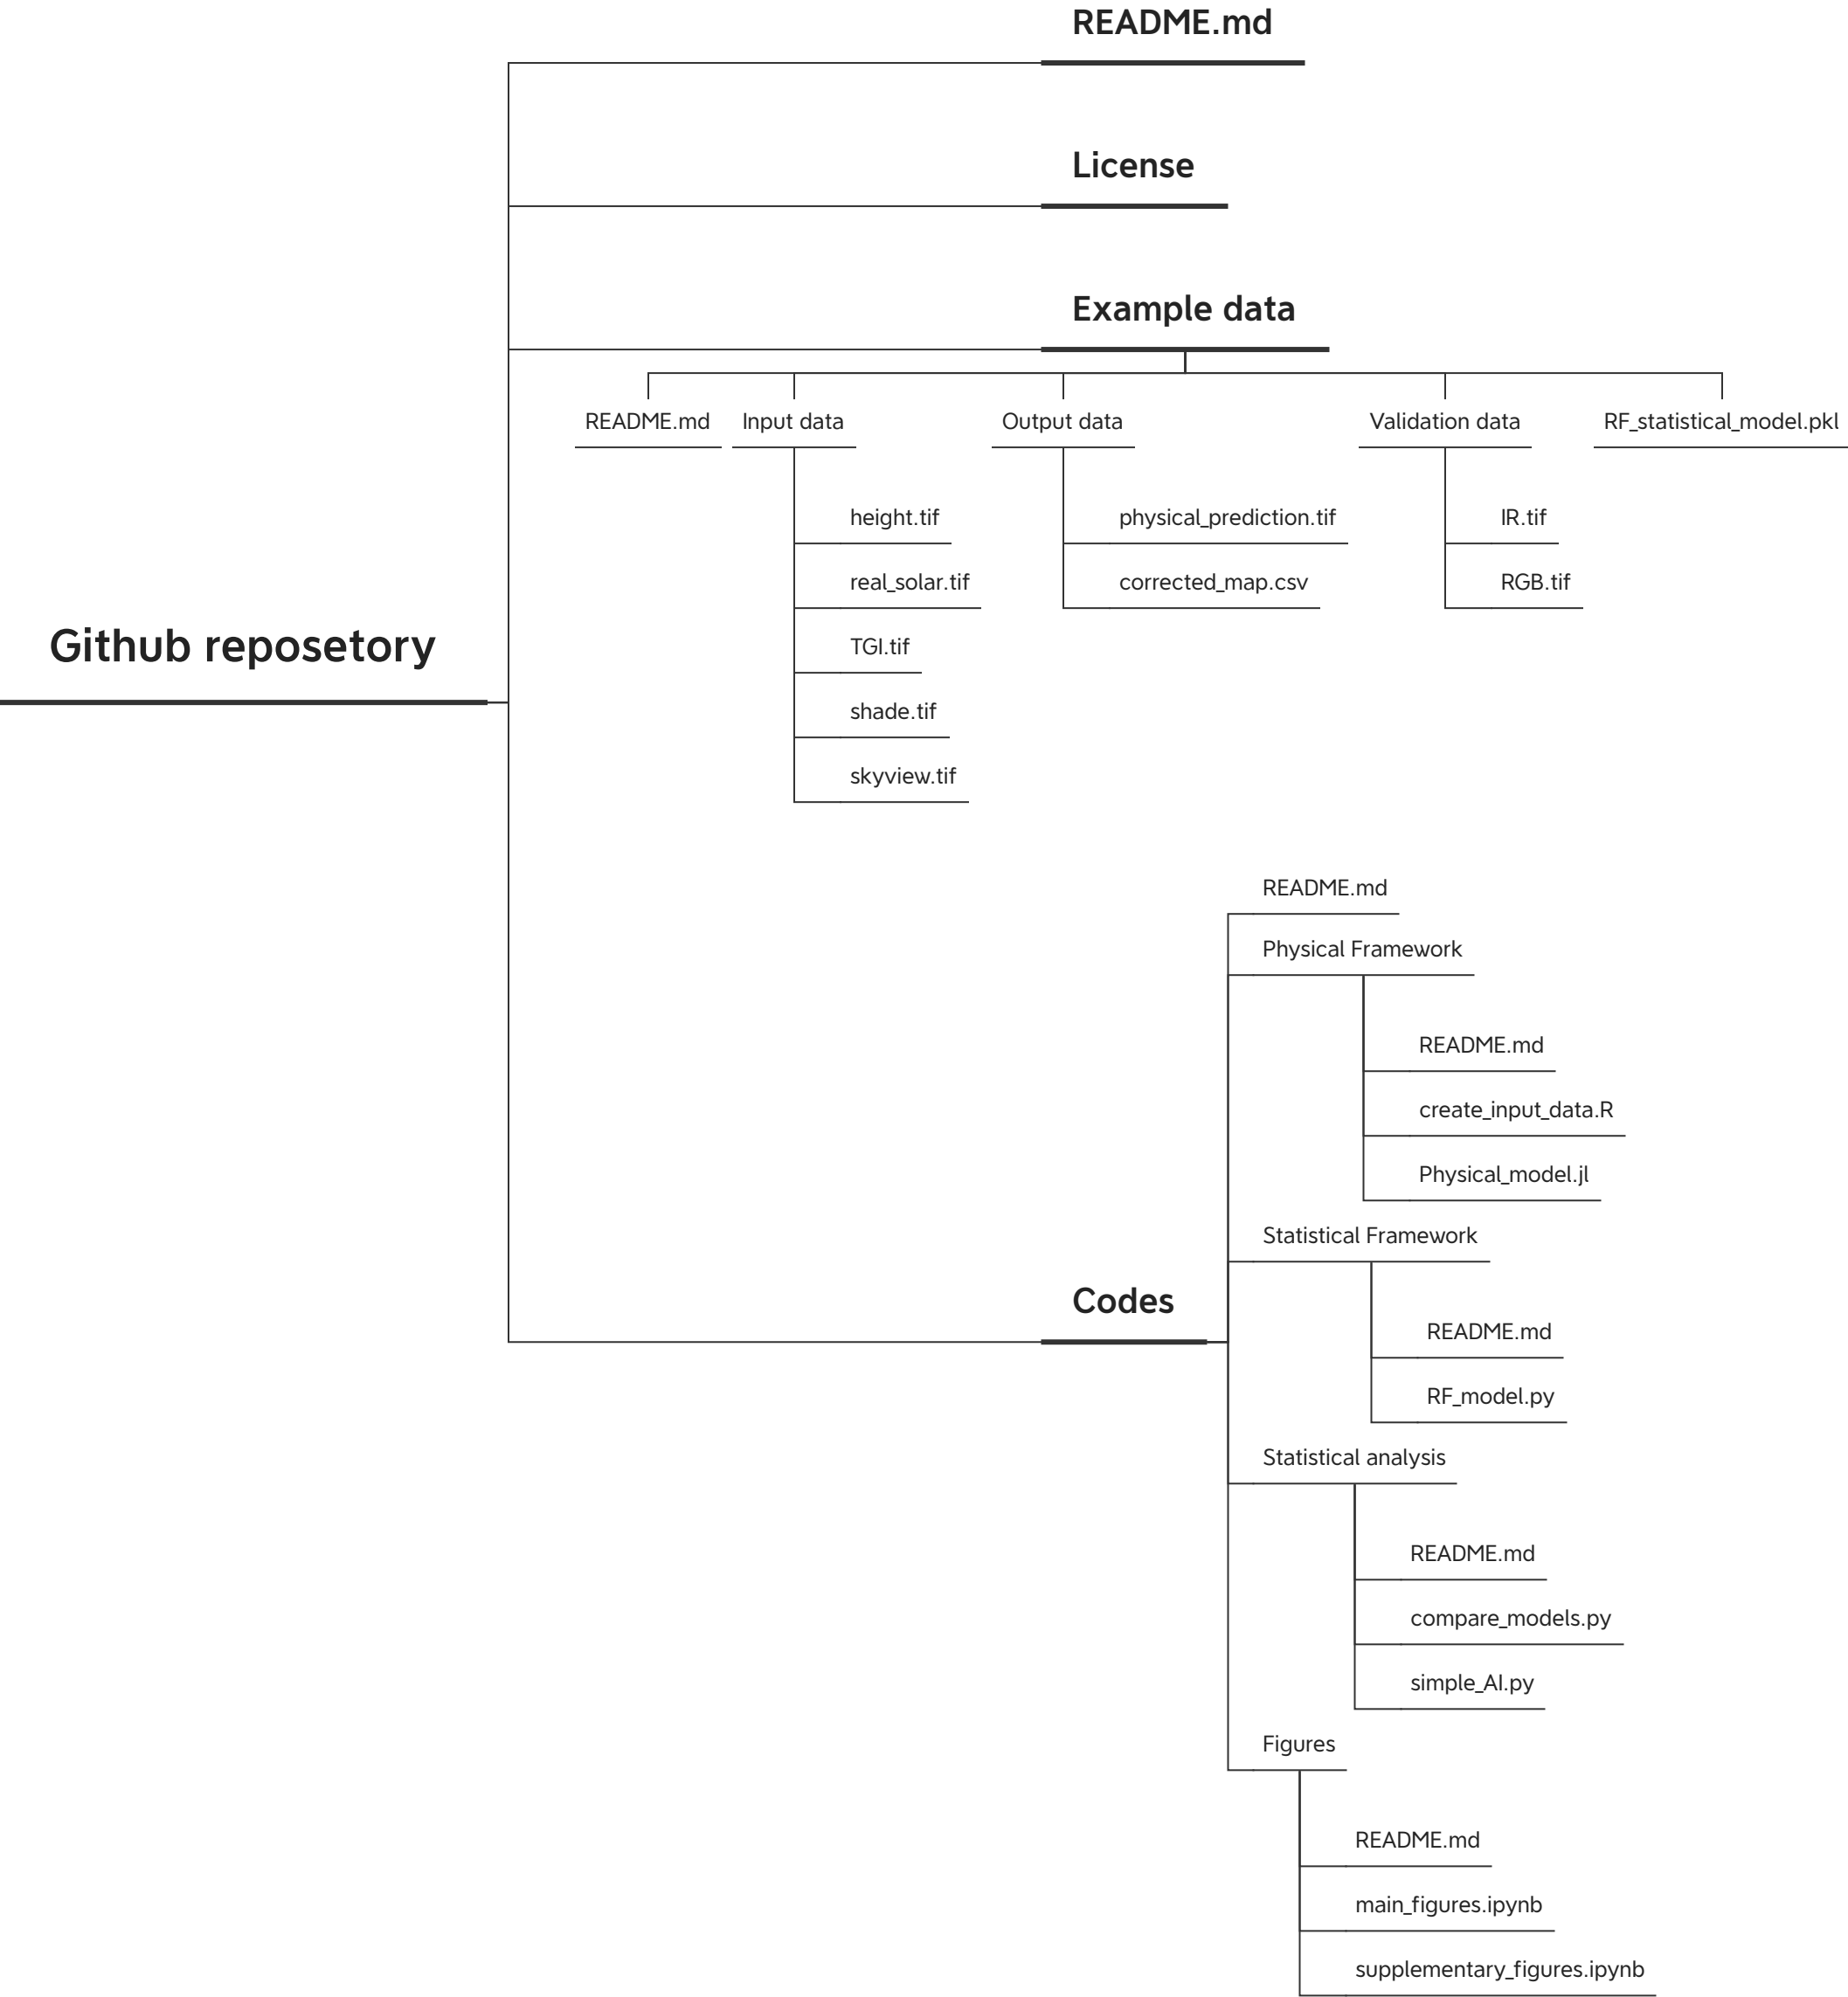 README.md
License
Example data
README.md
Input data
Output data
Validation data
RF_statistical_model.pkl
height.tif
real_solar.tif
TGI.tif
shade.tif
skyview.tif
physical_prediction.tif
corrected_map.csv
IR.tif
RGB.tif
Github reposetory
Codes
README.md
Physical Framework
README.md
create_input_data.R
Physical_model.jl
Statistical Framework
README.md
RF_model.py
Statistical analysis
README.md
compare_models.py
simple_AI.py
Figures
README.md
main_figures.ipynb
supplementary_figures.ipynb